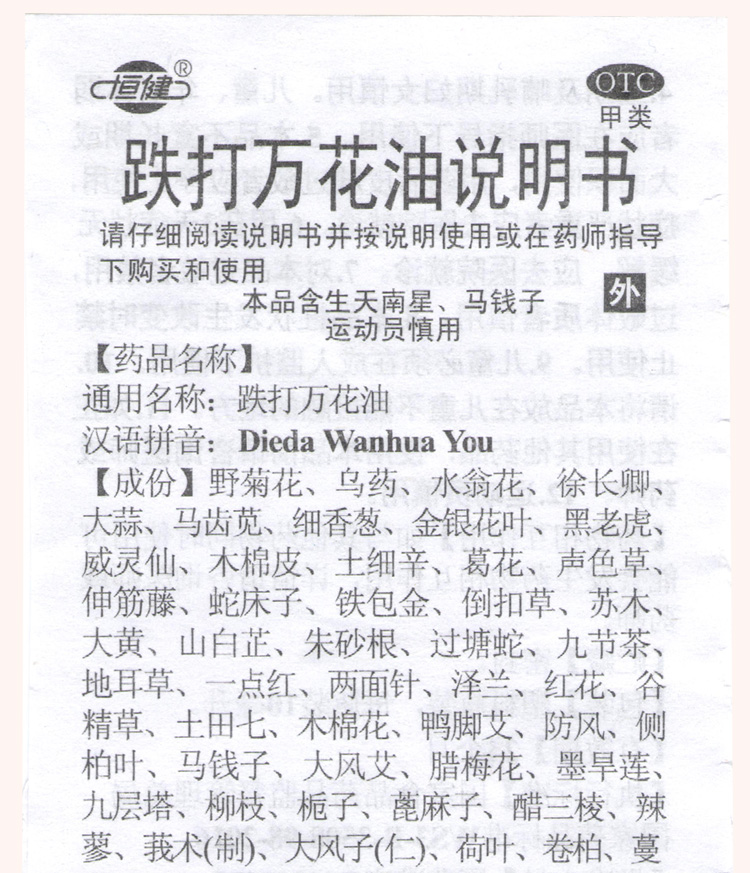 恒健®
OTC
甲类
跌打万花油说明书
请仔细阅读说明书并按说明使用或在药师指导
下购买和使用
外
本品含生天南星、马钱子
运动员慎用
【药品名称】
通用名称: 跌打万花油
汉语拼音: Dieda Wanhua You
【成份】野菊花、乌药、水翁花、徐长卿、
大蒜、马齿苋、细香葱、金银花叶、黑老虎、
威灵仙、木棉皮、土细辛、葛花、声色草、
伸筋藤、蛇床子、铁包金、倒扣草、苏木、
大黄、山白芷、朱砂根、过塘蛇、九节茶、
地耳草、一点红、两面针、泽兰、红花、谷
精草、土田七、木棉花、鸭脚艾、防风、侧
柏叶、马钱子、大风艾、腊梅花、墨旱莲、
九层塔、柳枝、栀子、蓖麻子、醋三棱、辣
蓼、莪术(制)、大风子(仁)、荷叶、卷柏、蔓